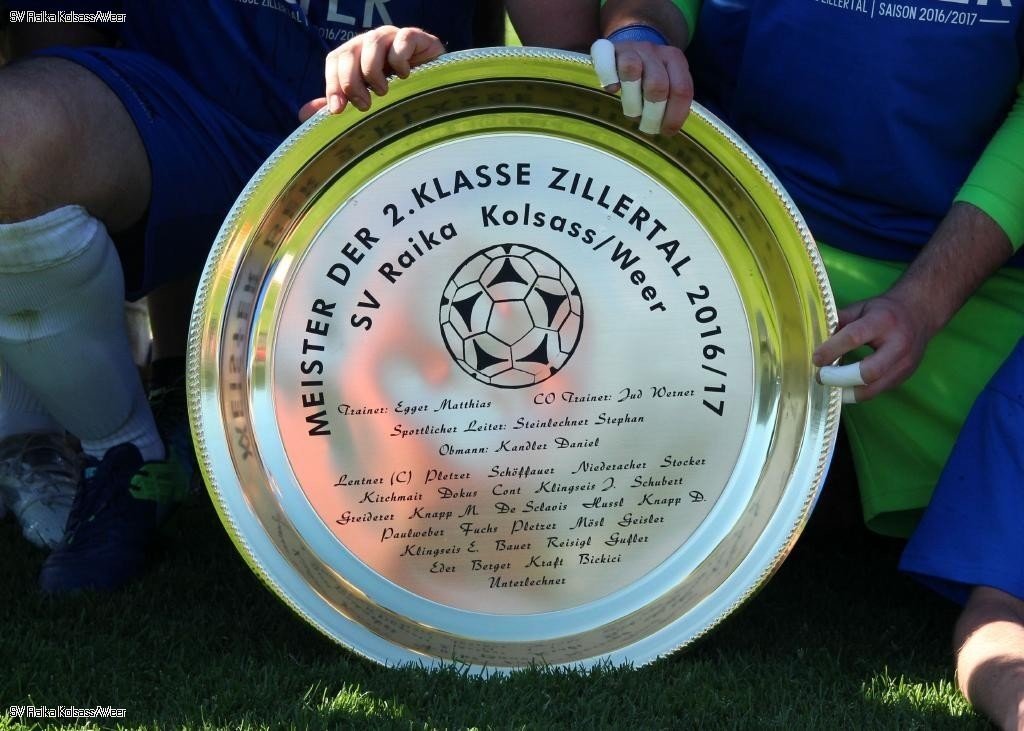 SV Raika Kolsass/Weer
ZILLERTAL | SAISON 2016/2017
MEISTER DER 2.KLASSE ZILLERTAL 2016/17
SV Raika Kolsass/Weer
Trainer: Egger Matthias CO Trainer: Jud Werner
Sportlicher Leiter: Steinlechner Stephan
Obmann: Kandler Daniel
Lentner (C) Pletzer Schöffauer Niederacher Stocker
Kirchmair Dokus Cont Klingseis J. Schubert
Greiderer Knapp M. De Sclavis Hussl Knapp D.
Paulweber Fuchs Pletzer Mösl Geisler
Klingseis E. Bauer Reisigl Gufler
Eder Berger Kraft Bickici
Unterlechner
SV Raika Kolsass/Weer